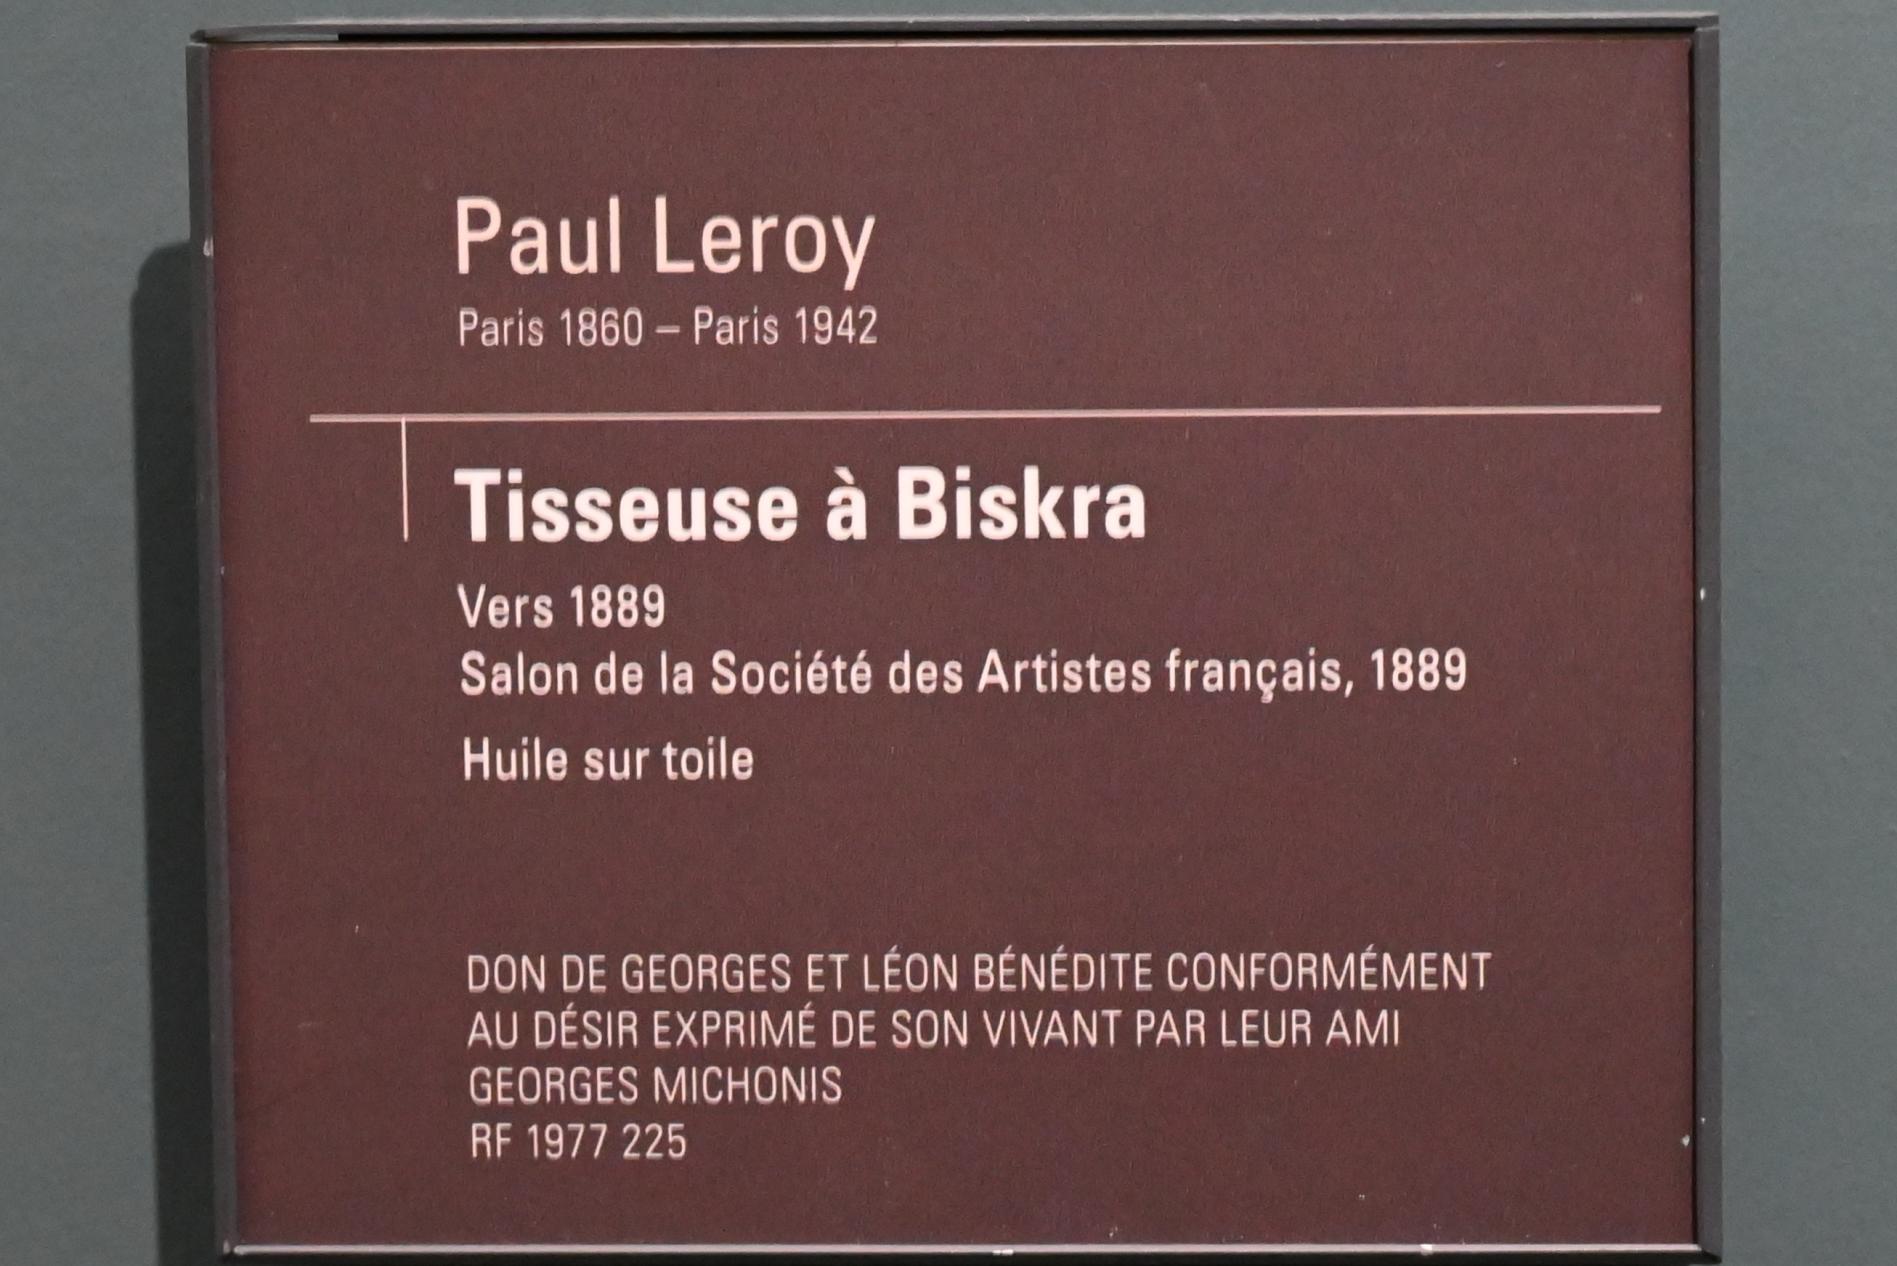 Paul Leroy
Paris 1860 – Paris 1942
Tisseuse à Biskra
Vers 1889
Salon de la Société des Artistes français, 1889
Huile sur toile
DON DE GEORGES ET LÉON BÉNÉDITE CONFORMÉMENT
AU DÉSIR EXPRIMÉ DE SON VIVANT PAR LEUR AMI
GEORGES MICHONIS
RF 1977 225